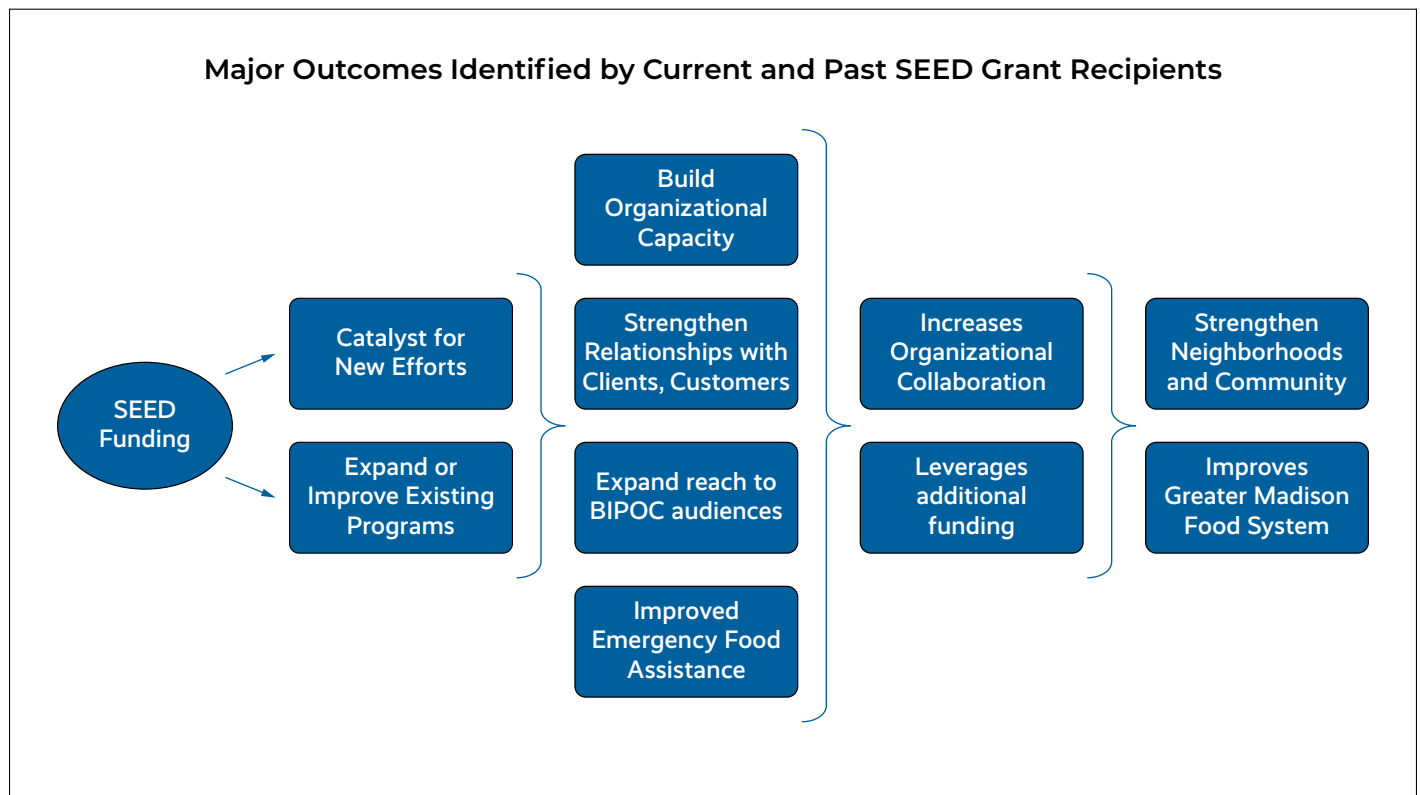 Major Outcomes Identified by Current and Past SEED Grant Recipients
SEED
Funding
Catalyst for
New Efforts
Expand or
Improve Existing
Programs
Build
Organizational
Capacity
Strengthen
Relationships with
Clients, Customers
Expand reach to
BIPOC audiences
Improved
Emergency Food
Assistance
Increases
Organizational
Collaboration
Leverages
additional
funding
Strengthen
Neighborhoods
and Community
Improves
Greater Madison
Food System